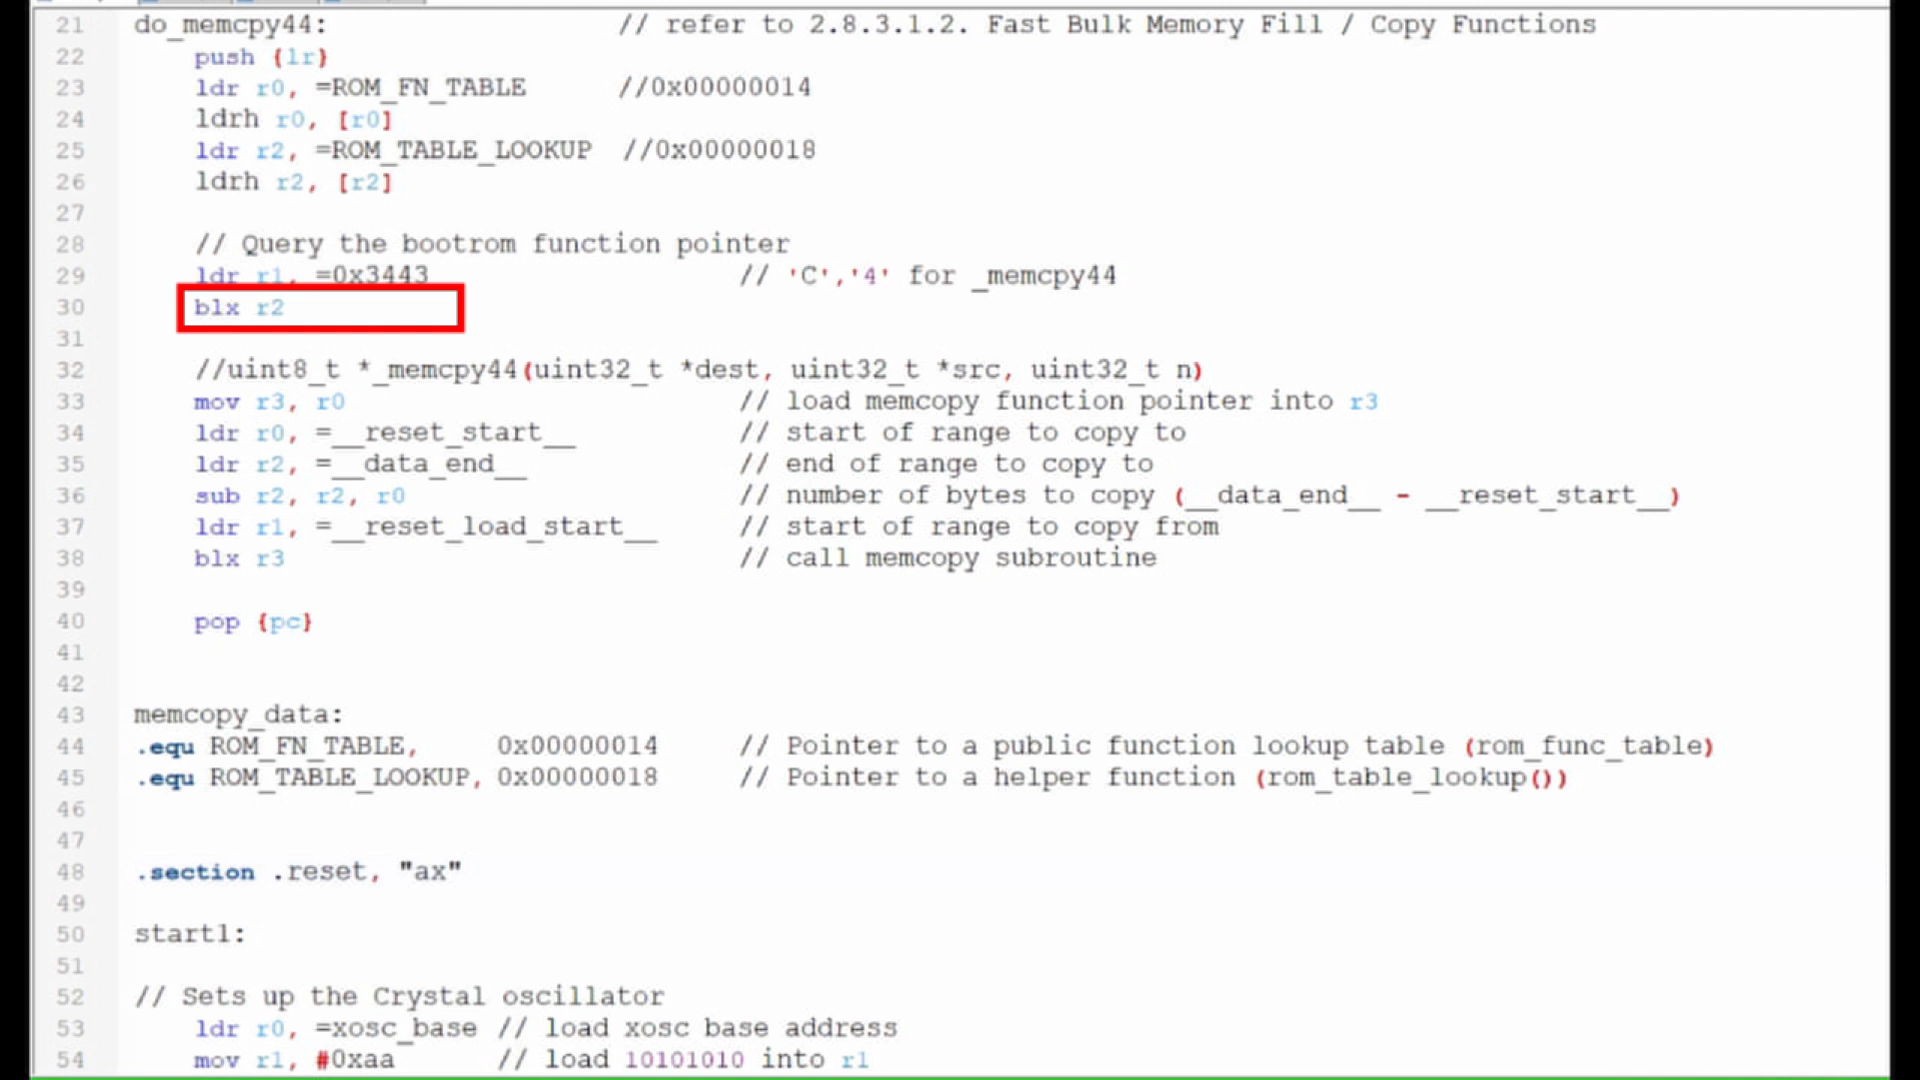 21 do_memcpy44: // refer to 2.8.3.1.2. Fast Bulk Memory Fill / Copy Functions
22 push {lr}
23 ldr r0, =ROM_FN_TABLE //0x00000014
24 ldrh r0, [r0]
25 ldr r2, =ROM_TABLE_LOOKUP //0x00000018
26 ldrh r2, [r2]
27
28 // Query the bootrom function pointer
29 ldr r1, =0x3443 // 'C','4' for _memcpy44
30 blx r2
31
32 //uint8_t *_memcpy44(uint32_t *dest, uint32_t *src, uint32_t n)
33 mov r3, r0 // load memcopy function pointer into r3
34 ldr r0, =__reset_start__ // start of range to copy to
35 ldr r2, =__data_end__ // end of range to copy to
36 sub r2, r2, r0 // number of bytes to copy (__data_end__ - __reset_start__)
37 ldr r1, =__reset_load_start__ // start of range to copy from
38 blx r3 // call memcopy subroutine
39
40 pop {pc}
41
42
43 memcopy_data:
44 .equ ROM_FN_TABLE, 0x00000014 // Pointer to a public function lookup table (rom_func_table)
45 .equ ROM_TABLE_LOOKUP, 0x00000018 // Pointer to a helper function (rom_table_lookup())
46
47
48 .section .reset, "ax"
49
50 start1:
51
52 // Sets up the Crystal oscillator
53 ldr r0, =xosc_base // load xosc base address
54 mov r1, #0xaa // load 10101010 into r1